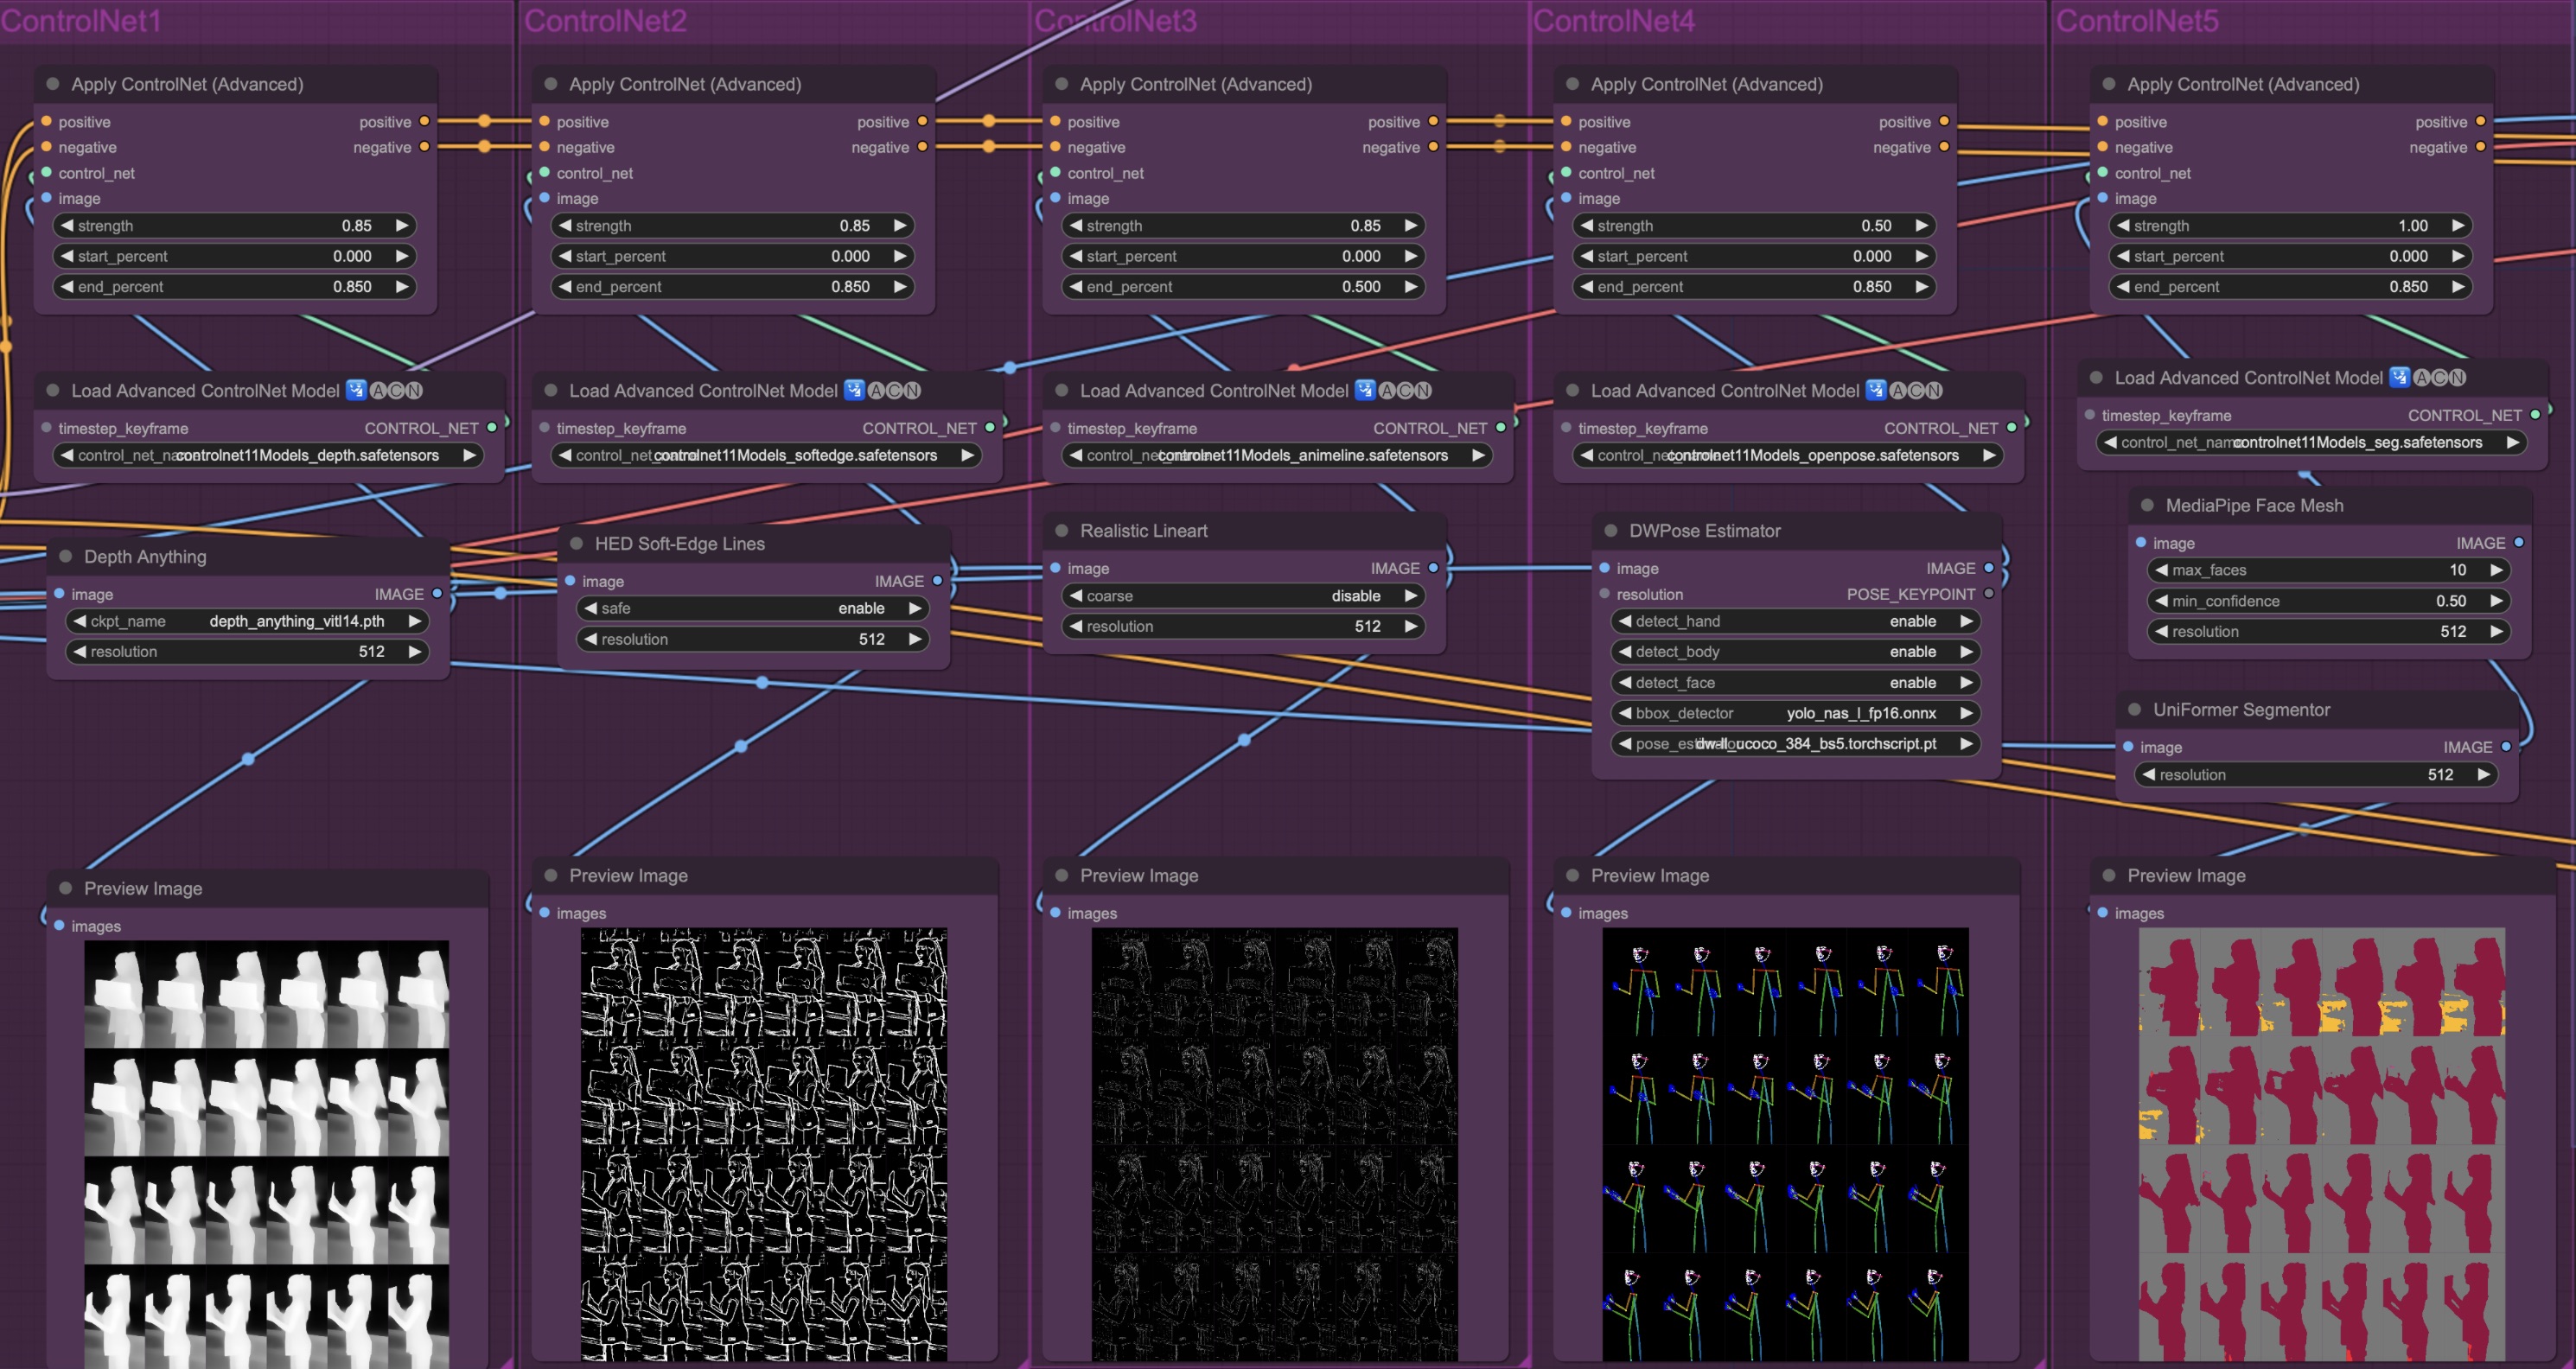 ControlNet1
Apply ControlNet (Advanced)
positive positive
negative negative
control_net
image
strength 0.85
start_percent 0.000
end_percent 0.850
Load Advanced ControlNet Model 🛂🅐🅒🅝
timestep_keyframe CONTROL_NET
control_net_na controlnet11Models_depth.safetensors
Depth Anything
image IMAGE
ckpt_name depth_anything_vitl14.pth
resolution 512
Preview Image
images
ControlNet2
Apply ControlNet (Advanced)
positive positive
negative negative
control_net
image
strength 0.85
start_percent 0.000
end_percent 0.850
Load Advanced ControlNet Model 🛂🅐🅒🅝
timestep_keyframe CONTROL_NET
control_net controlnet11Models_softedge.safetensors
HED Soft-Edge Lines
image IMAGE
safe enable
resolution 512
Preview Image
images
ControlNet3
Apply ControlNet (Advanced)
positive positive
negative negative
control_net
image
strength 0.85
start_percent 0.000
end_percent 0.500
Load Advanced ControlNet Model 🛂🅐🅒🅝
timestep_keyframe CONTROL_NET
control_ne controlnet11Models_animeline.safetensors
Realistic Lineart
image IMAGE
coarse disable
resolution 512
Preview Image
images
ControlNet4
Apply ControlNet (Advanced)
positive positive
negative negative
control_net
image
strength 0.50
start_percent 0.000
end_percent 0.850
Load Advanced ControlNet Model 🛂🅐🅒🅝
timestep_keyframe CONTROL_NET
control_ne controlnet11Models_openpose.safetensors
DWPose Estimator
image IMAGE
resolution POSE_KEYPOINT
detect_hand enable
detect_body enable
detect_face enable
bbox_detector yolo_nas_l_fp16.onnx
pose_est dw-ll_ucoco_384_bs5.torchscript.pt
Preview Image
images
ControlNet5
Apply ControlNet (Advanced)
positive positive
negative negative
control_net
image
strength 1.00
start_percent 0.000
end_percent 0.850
Load Advanced ControlNet Model 🛂🅐🅒🅝
timestep_keyframe CONTROL_NET
control_net_nam controlnet11Models_seg.safetensors
MediaPipe Face Mesh
image IMAGE
max_faces 10
min_confidence 0.50
resolution 512
UniFormer Segmentor
image IMAGE
resolution 512
Preview Image
images